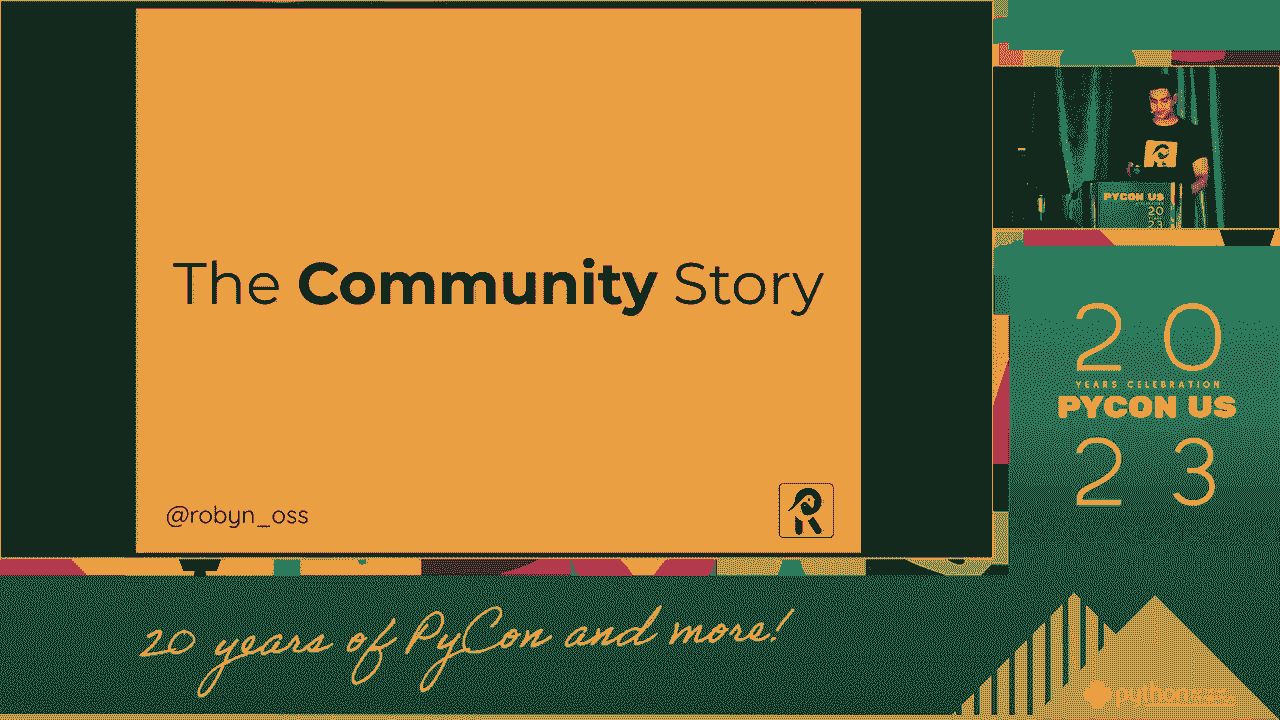 The Community Story
@robyn_oss
PYCON US
20
23
20
YEARS CELEBRATION
PYCON US
23
20 years of PyCon and more!
python